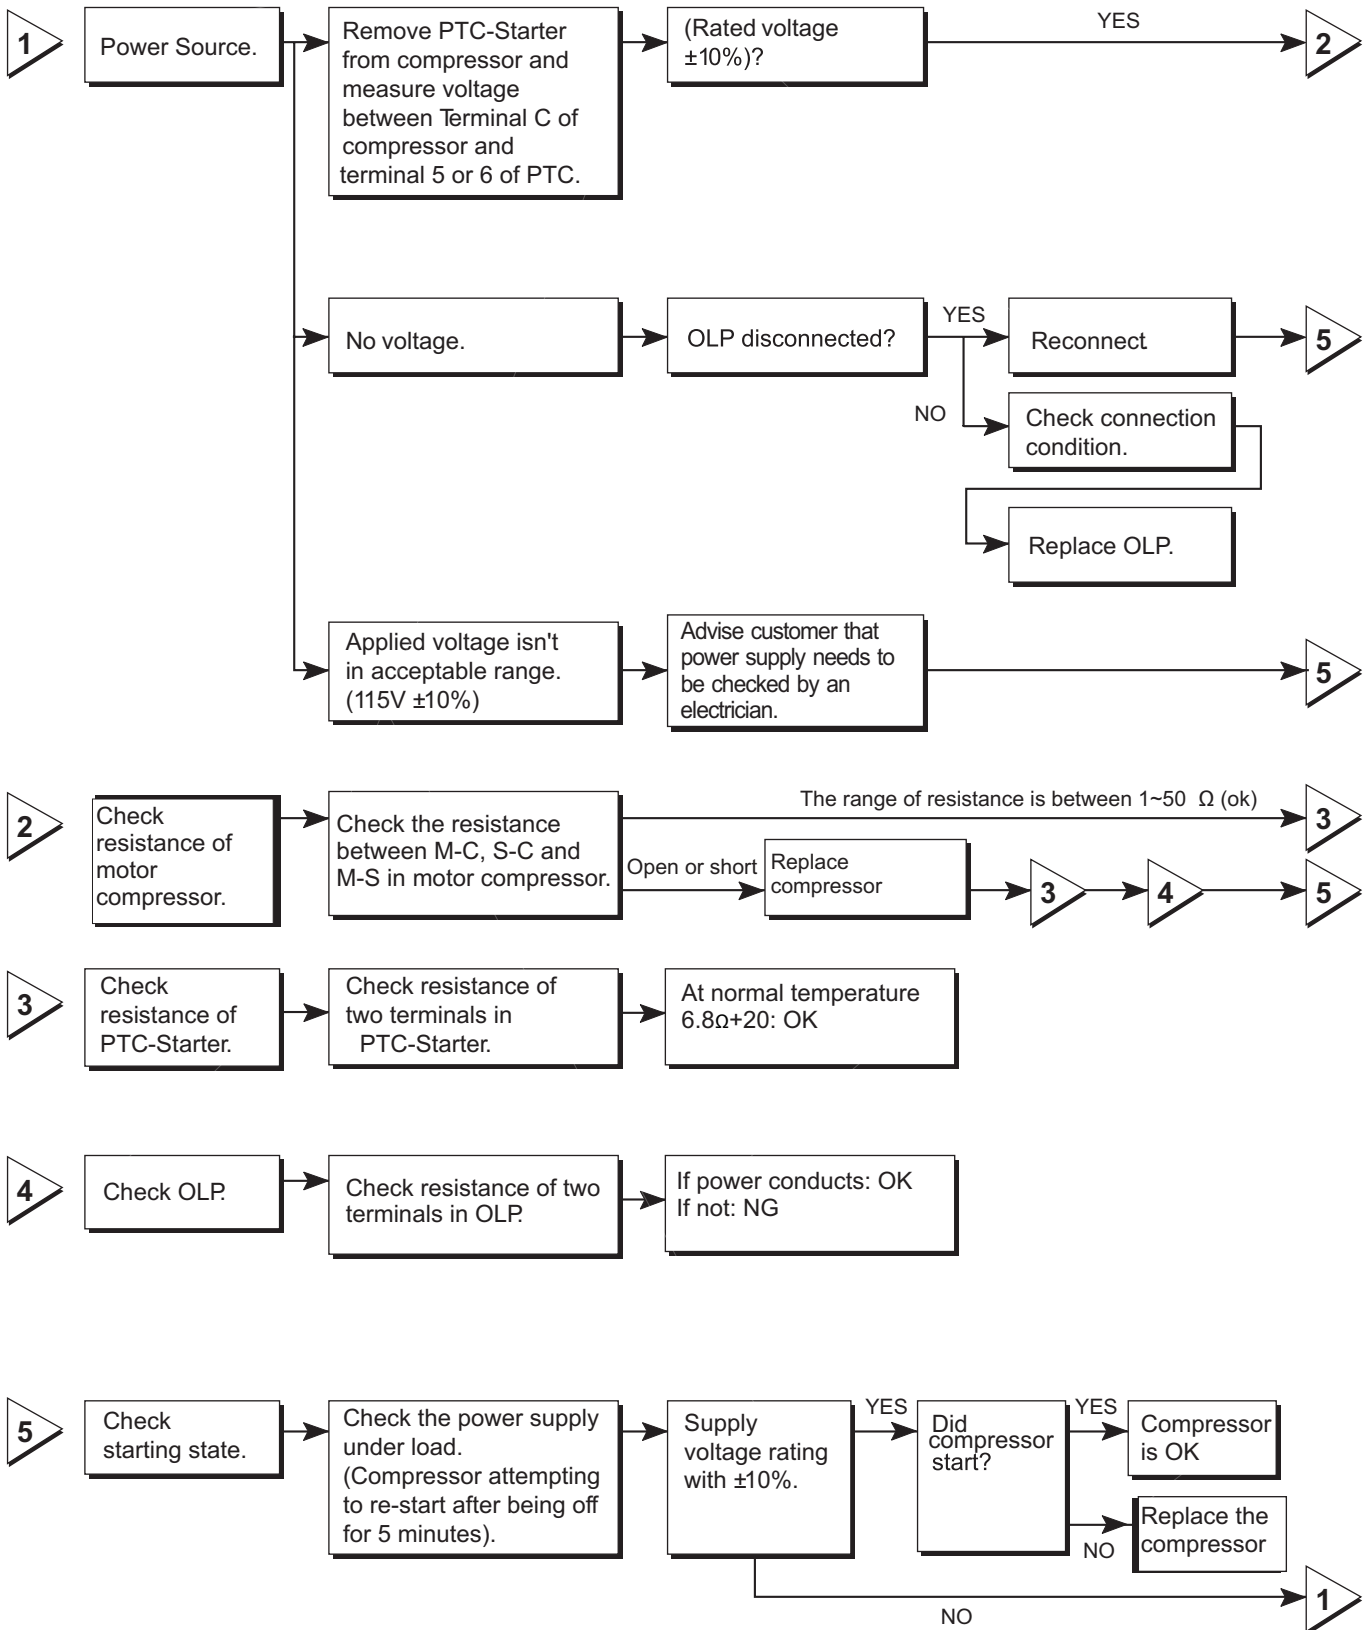 1
Power Source.
Remove PTC-Starter
from compressor and
measure voltage
between Terminal C of
compressor and
terminal 5 or 6 of PTC.
(Rated voltage
±10%)?
YES
2
No voltage.
OLP disconnected?
YES
Reconnect.
5
NO
Check connection
condition.
Replace OLP.
Applied voltage isn't
in acceptable range.
(115V ±10%)
Advise customer that
power supply needs to
be checked by an
electrician.
5
2
Check
resistance of
motor
compressor.
Check the resistance
between M-C, S-C and
M-S in motor compressor.
The range of resistance is between 1~50 Ω (ok)
3
Open or short
Replace
compressor
3
4
5
3
Check
resistance of
PTC-Starter.
Check resistance of
two terminals in
PTC-Starter.
At normal temperature
6.8Ω+20: OK
4
Check OLP.
Check resistance of two
terminals in OLP.
If power conducts: OK
If not: NG
5
Check
starting state.
Check the power supply
under load.
(Compressor attempting
to re-start after being off
for 5 minutes).
Supply
voltage rating
with ±10%.
YES
Did
compressor
start?
YES
Compressor
is OK
NO
Replace the
compressor
NO
1